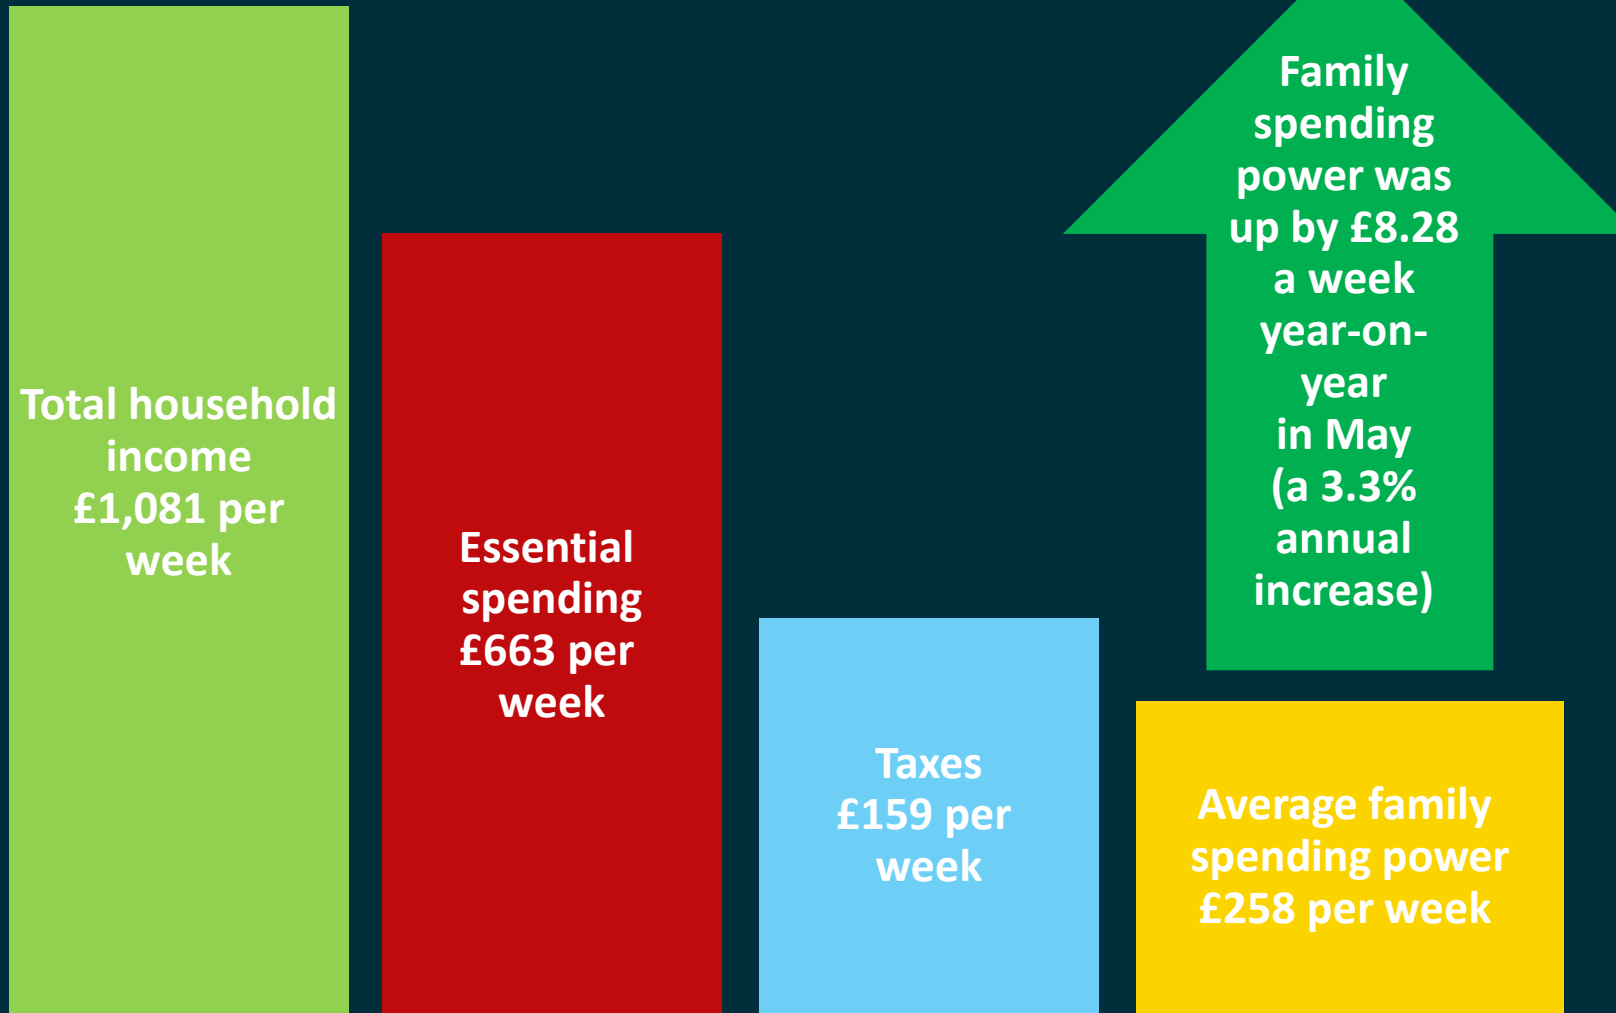 Total household
income
£1,081 per
week
Essential
spending
£663 per
week
Taxes
£159 per
week
Family
spending
power was
up by £8.28
a week
year-on-
year
in May
(a 3.3%
annual
increase)
Average family
spending power
£258 per week